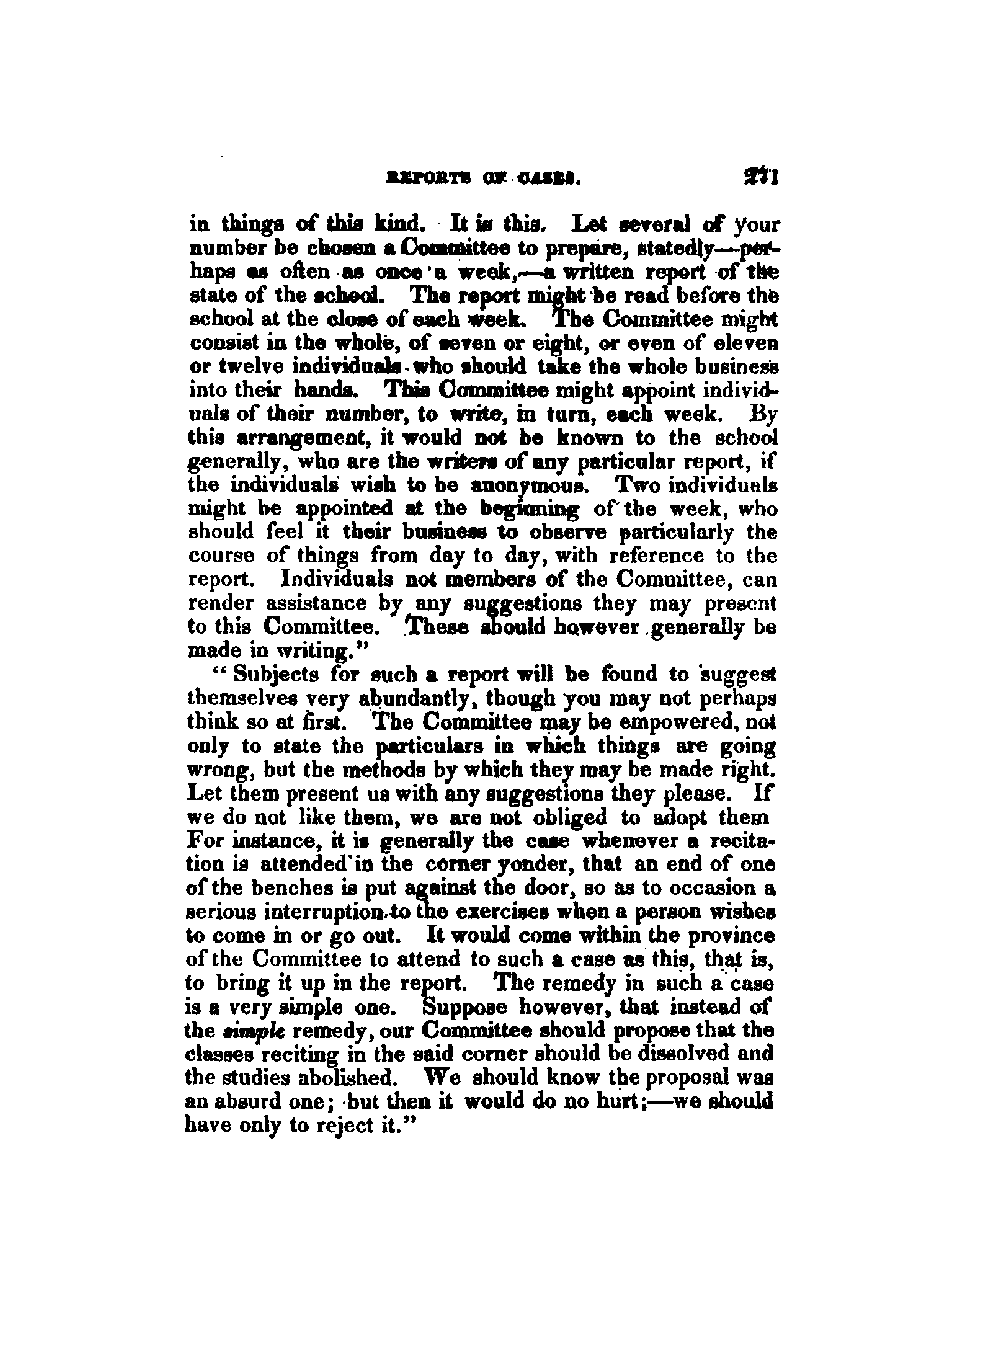 REPORTS OF CASES. 271
in things of this kind. It is this. Let several of your
number be chosen a Committee to prepare, statedly—per-
haps as often as once a week,—a written report of the
state of the school. The report might be read before the
school at the close of each week. The Committee might
consist in the whole, of seven or eight, or even of eleven
or twelve individuals who should take the whole business
into their hands. This Committee might appoint individ-
uals of their number, to write, in turn, each week. By
this arrangement, it would not be known to the school
generally, who are the writers of any particular report, if
the individuals wish to be anonymous. Two individuals
might be appointed at the beginning of the week, who
should feel it their business to observe particularly the
course of things from day to day, with reference to the
report. Individuals not members of the Committee, can
render assistance by any suggestions they may present
to this Committee. These should however generally be
made in writing."
"Subjects for such a report will be found to suggest
themselves very abundantly, though you may not perhaps
think so at first. The Committee may be empowered, not
only to state the particulars in which things are going
wrong, but the methods by which they may be made right.
Let them present us with any suggestions they please. If
we do not like them, we are not obliged to adopt them
For instance, it is generally the case whenever a recita-
tion is attended in the corner yonder, that an end of one
of the benches is put against the door, so as to occasion a
serious interruption to the exercises when a person wishes
to come in or go out. It would come within the province
of the Committee to attend to such a case as this, that is,
to bring it up in the report. The remedy in such a case
is a very simple one. Suppose however, that instead of
the simple remedy, our Committee should propose that the
classes reciting in the said corner should be dissolved and
the studies abolished. We should know the proposal was
an absurd one; but then it would do no hurt;—we should
have only to reject it."